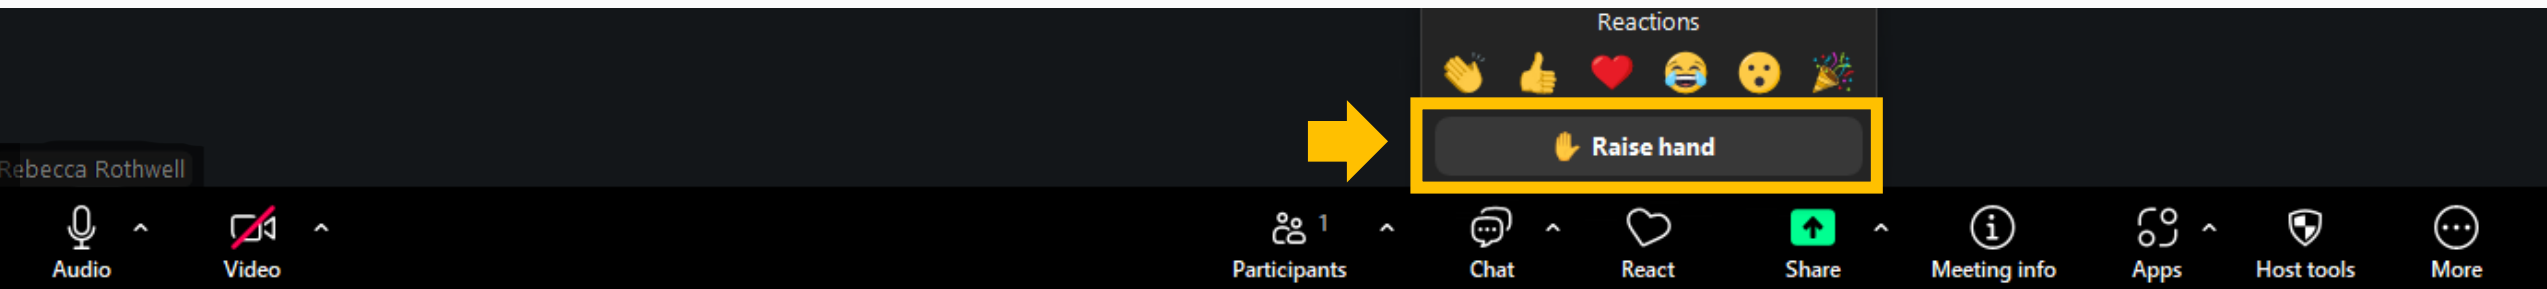 Reactions
Raise hand
Rebecca Rothwell
Audio
Video
Participants
1
Chat
React
Share
Meeting info
Apps
Host tools
More